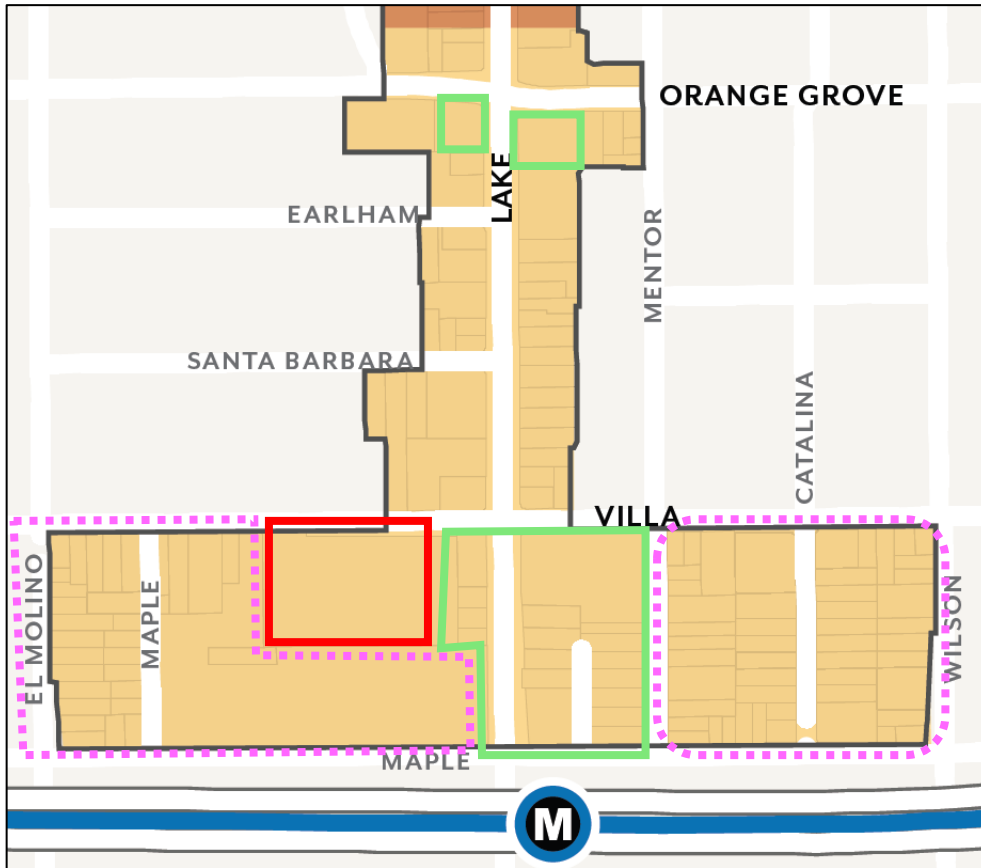 ORANGE GROVE
LAKE
EARLHAM
MENTOR
SANTA BARBARA
CATALINA
VILLA
EL MOLINO
MAPLE
WILSON
MAPLE
M